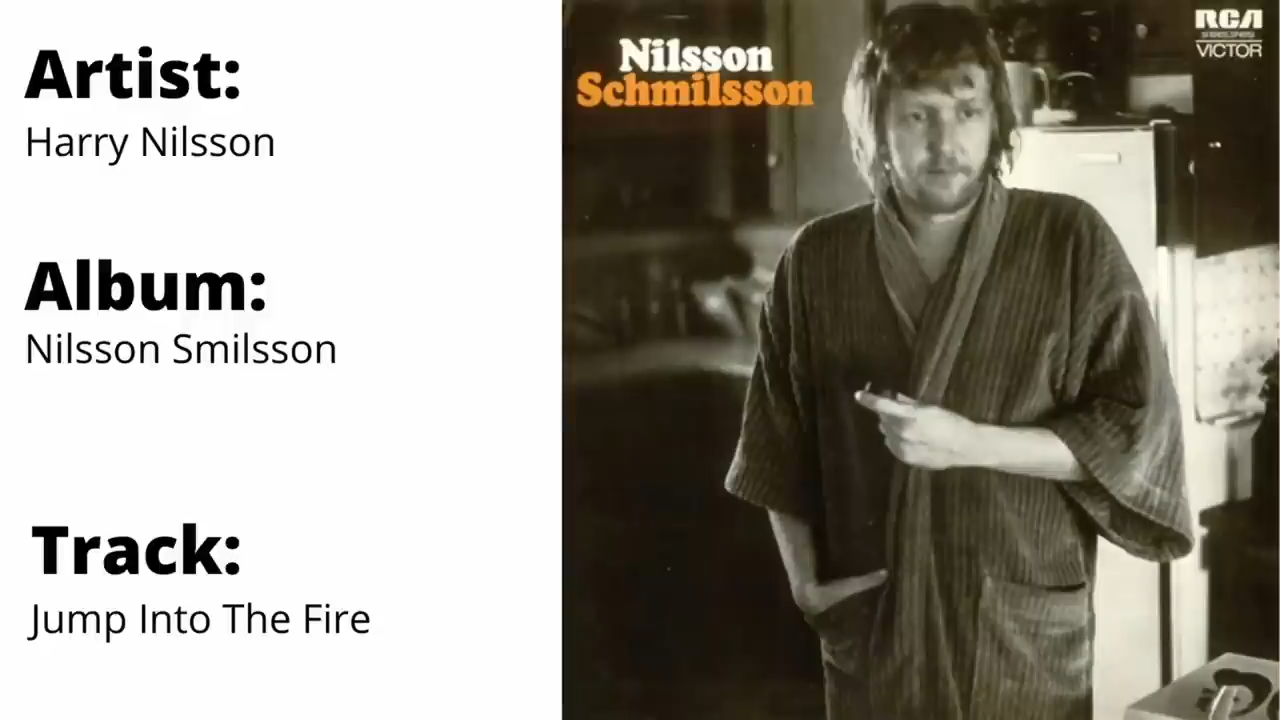 Artist:
Harry Nilsson
Album:
Nilsson Smilsson
Track:
Jump Into The Fire
Nilsson
Schmilsson
RCA
VICTOR